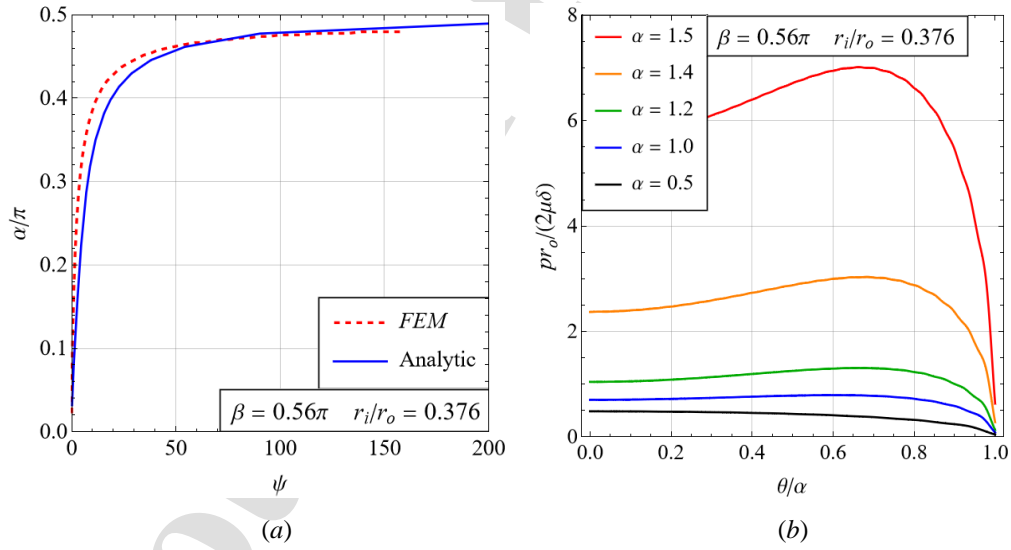 0.5
0.4
0.3
0.2
0.1
0.0
α/π
0
50
100
150
200
ψ
FEM
Analytic
β = 0.56π r_i/r_o = 0.376
(a)
8
6
4
2
0
pr_o/(2μδ)
α = 1.5
α = 1.4
α = 1.2
α = 1.0
α = 0.5
β = 0.56π r_i/r_o = 0.376
0.0
0.2
0.4
0.6
0.8
1.0
θ/α
(b)